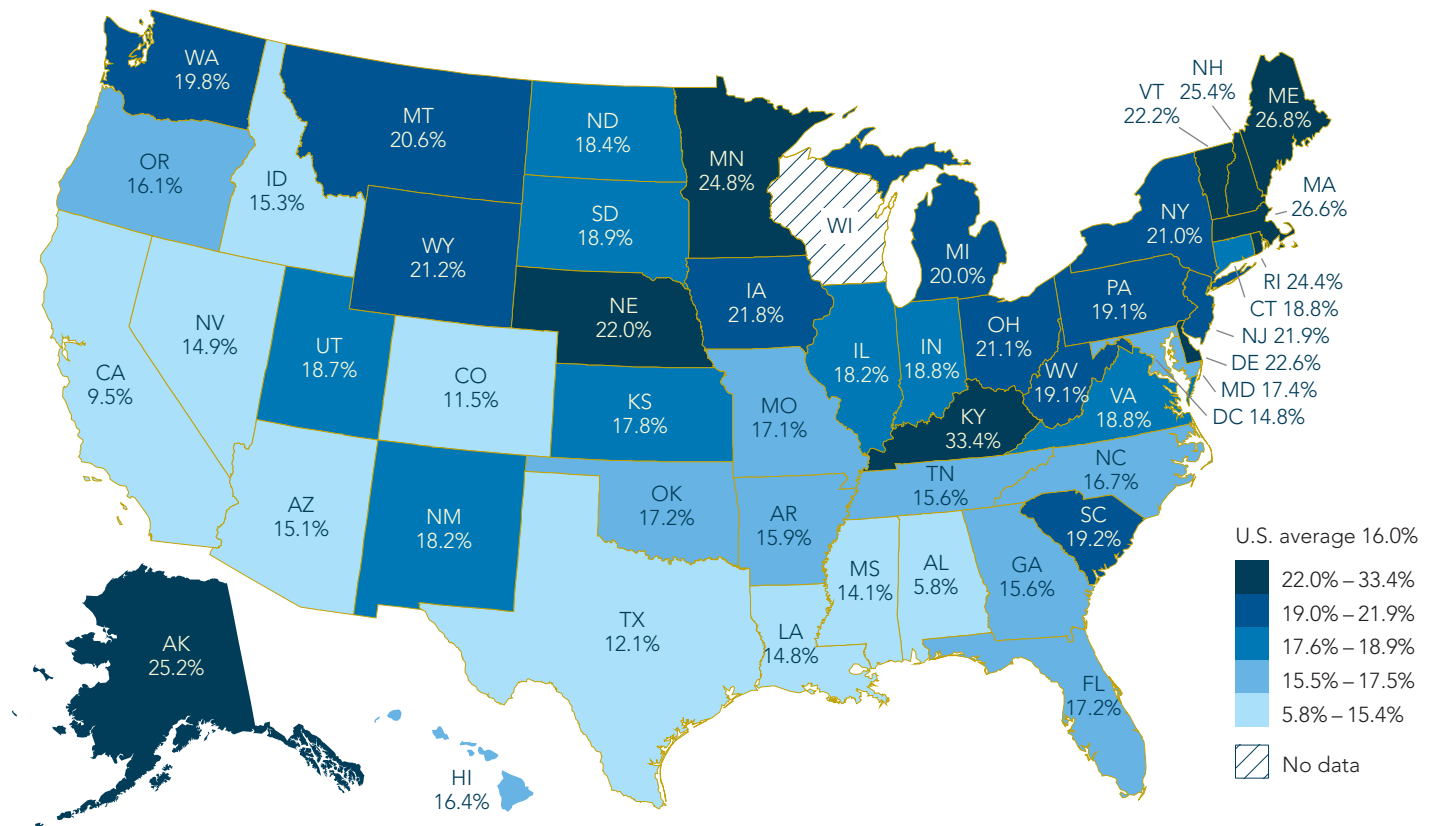 WA
19.8%
OR
16.1%
CA
9.5%
ID
15.3%
NV
14.9%
MT
20.6%
WY
21.2%
UT
18.7%
AZ
15.1%
CO
11.5%
NM
18.2%
ND
18.4%
SD
18.9%
NE
22.0%
KS
17.8%
OK
17.2%
TX
12.1%
MN
24.8%
IA
21.8%
MO
17.1%
AR
15.9%
LA
14.8%
WI
IL
18.2%
MI
20.0%
IN
18.8%
OH
21.1%
KY
33.4%
TN
15.6%
MS
14.1%
AL
5.8%
GA
15.6%
FL
17.2%
SC
19.2%
NC
16.7%
VA
18.8%
WV
19.1%
PA
19.1%
NY
21.0%
VT
22.2%
NH
25.4%
ME
26.8%
MA
26.6%
RI 24.4%
CT 18.8%
NJ 21.9%
DE 22.6%
MD 17.4%
DC 14.8%
AK
25.2%
HI
16.4%
U.S. average 16.0%
22.0% – 33.4%
19.0% – 21.9%
17.6% – 18.9%
15.5% – 17.5%
5.8% – 15.4%
No data